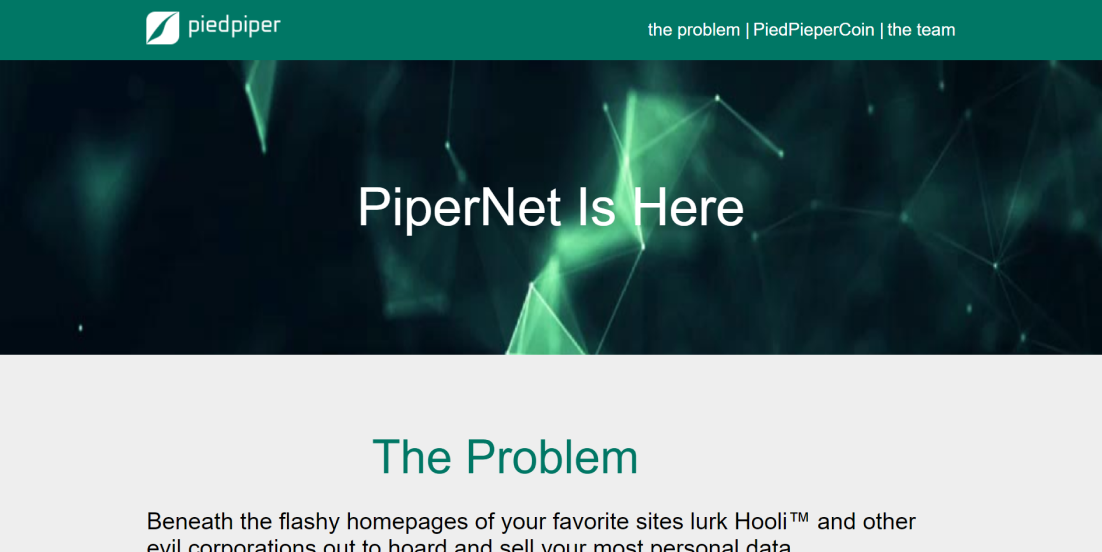 piedpiper
the problem | PiedPieperCoin | the team
PiperNet Is Here
The Problem
Beneath the flashy homepages of your favorite sites lurk Hooli™ and other
evil corporations out to hoard and sell your most personal data.